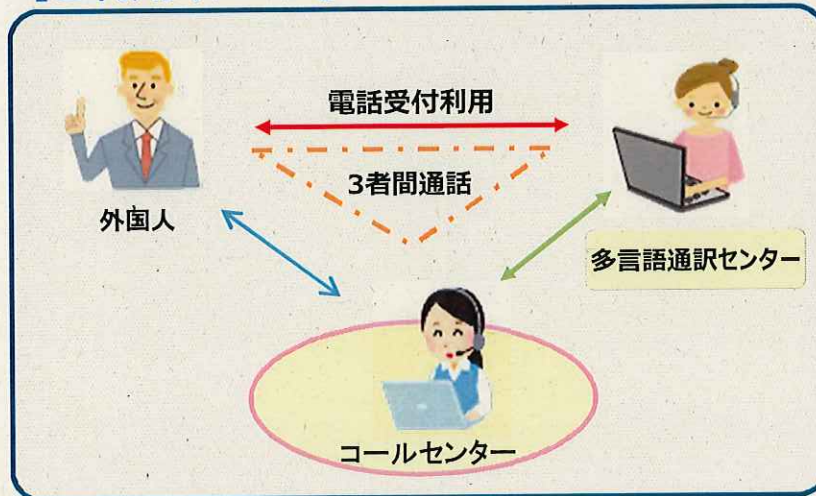 電話受付利用
3者間通話
外国人
多言語通訳センター
コールセンター